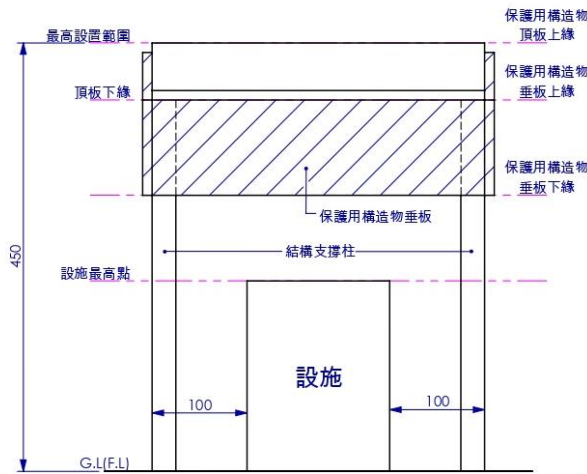 最高設置範圍
保護用構造物
頂板上緣
頂板下緣
保護用構造物
垂板上緣
保護用構造物
垂板下緣
保護用構造物垂板
結構支撐柱
設施最高點
450
設施
100
100
G.L(F.L)